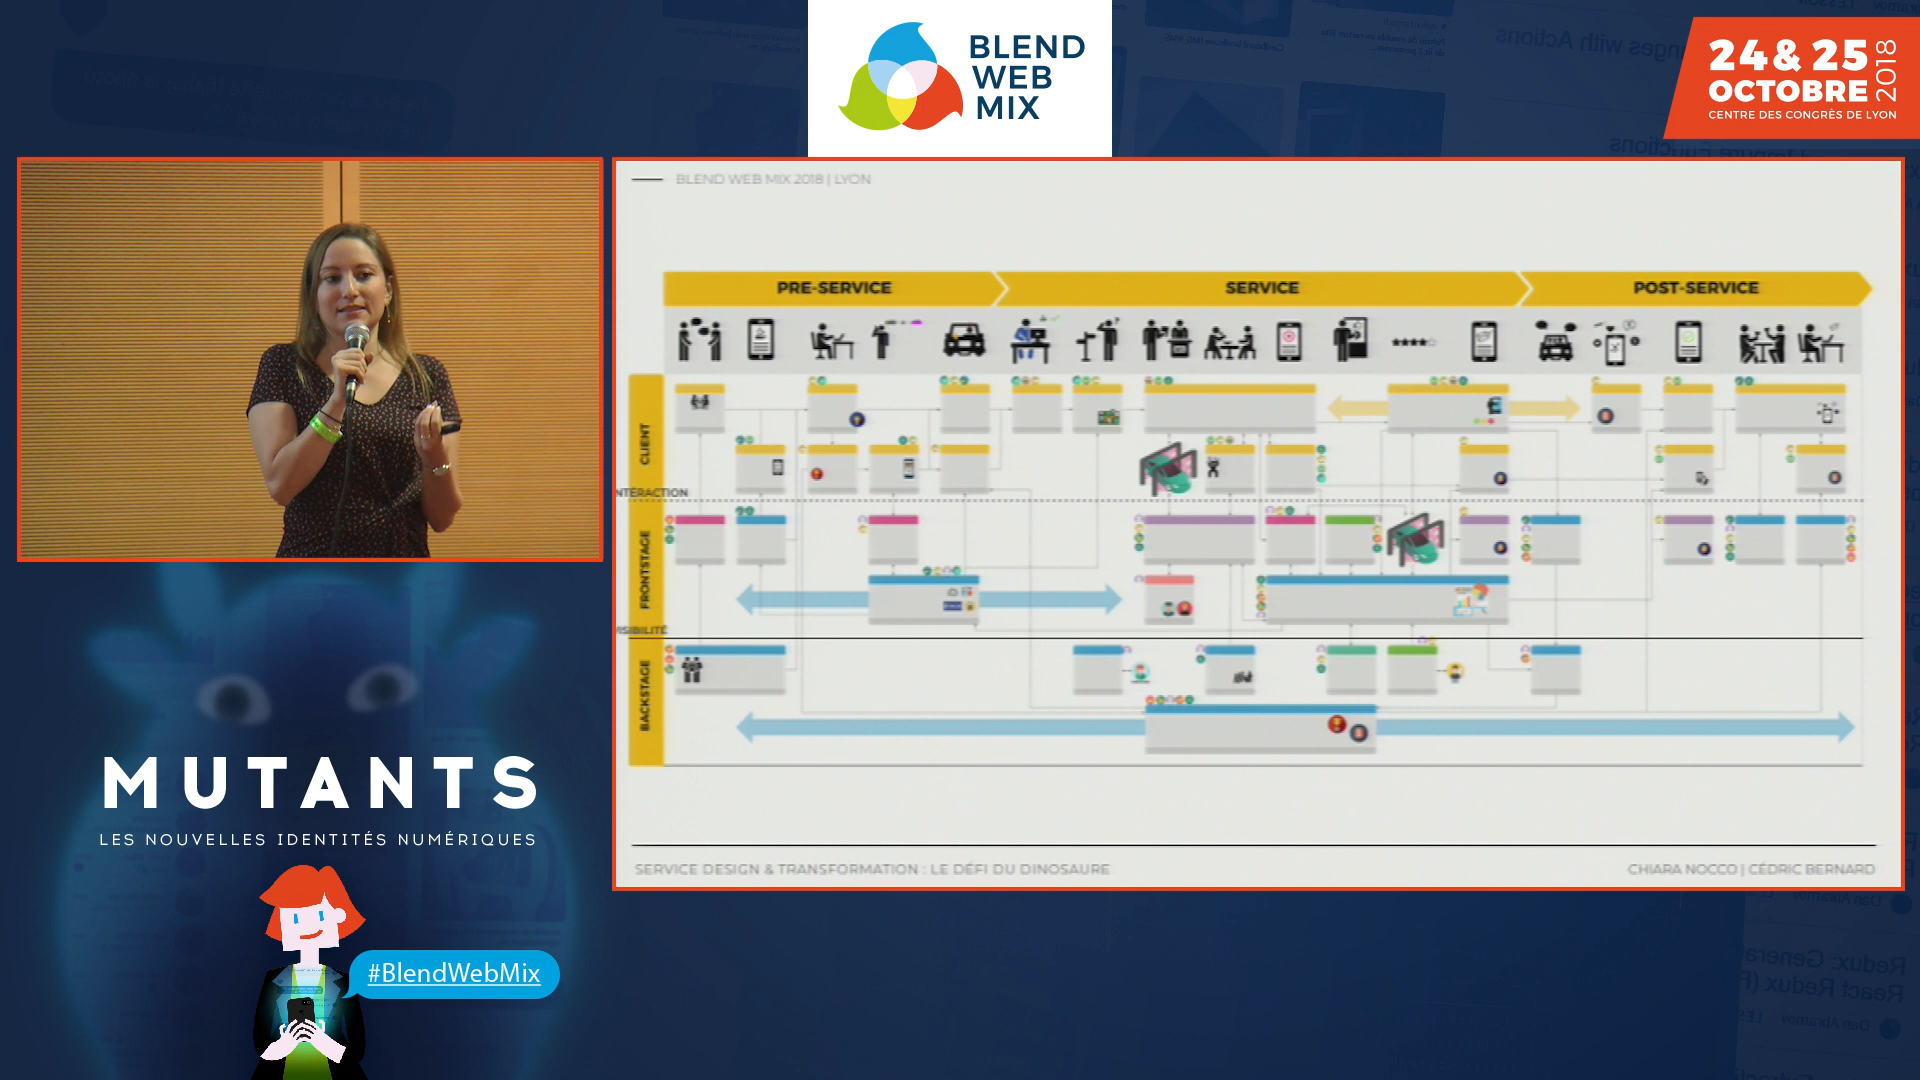 BLEND
WEB
MIX
24 & 25
OCTOBRE
2018
CENTRE DES CONGRÈS DE LYON
BLEND WEB MIX 2018 | LYON
PRE-SERVICE
SERVICE
POST-SERVICE
CLIENT
FRONTSTAGE
BACKSTAGE
NTÉRACTION
ISIBILITÉ
SERVICE DESIGN & TRANSFORMATION : LE DÉFI DU DINOSAURE
CHIARA NOCCO | CÉDRIC BERNARD
MUTANTS
LES NOUVELLES IDENTITÉS NUMÉRIQUES
#BlendWebMix